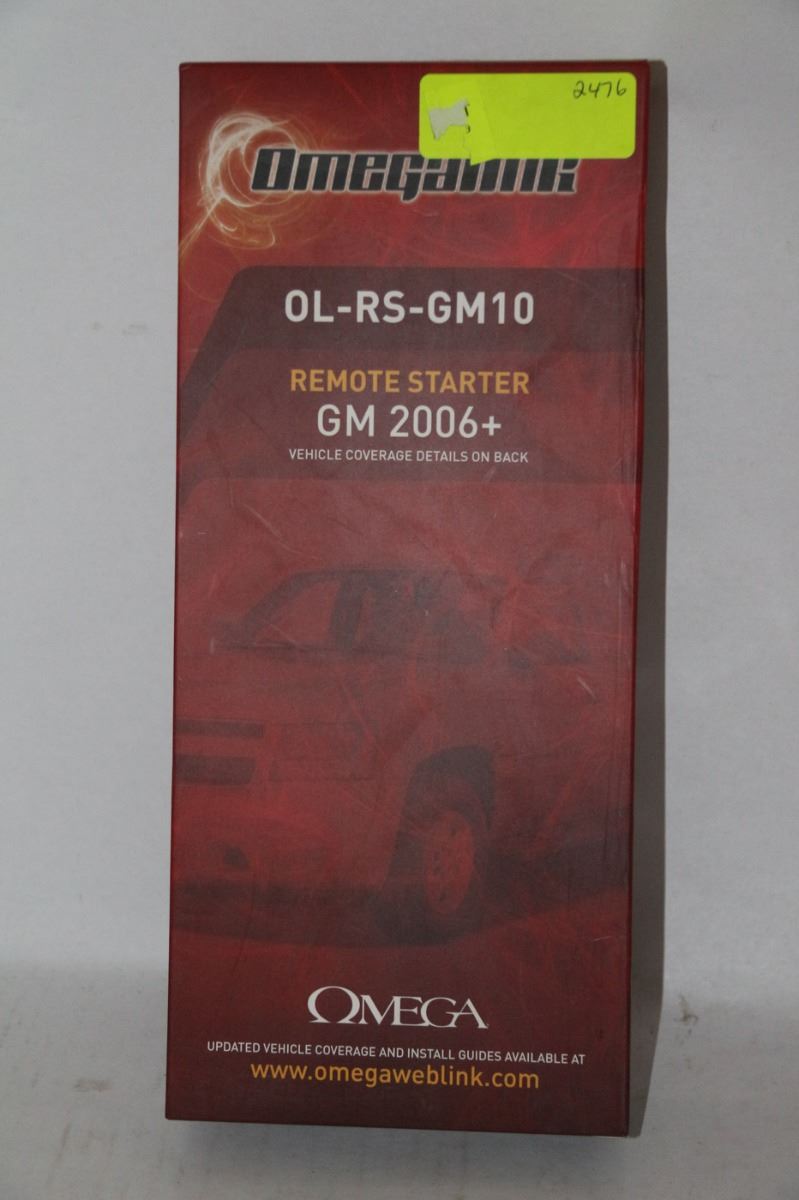 2476
Omegalink
OL-RS-GM10
REMOTE STARTER
GM 2006+
VEHICLE COVERAGE DETAILS ON BACK
ΩMEGA
UPDATED VEHICLE COVERAGE AND INSTALL GUIDES AVAILABLE AT
www.omegaweblink.com